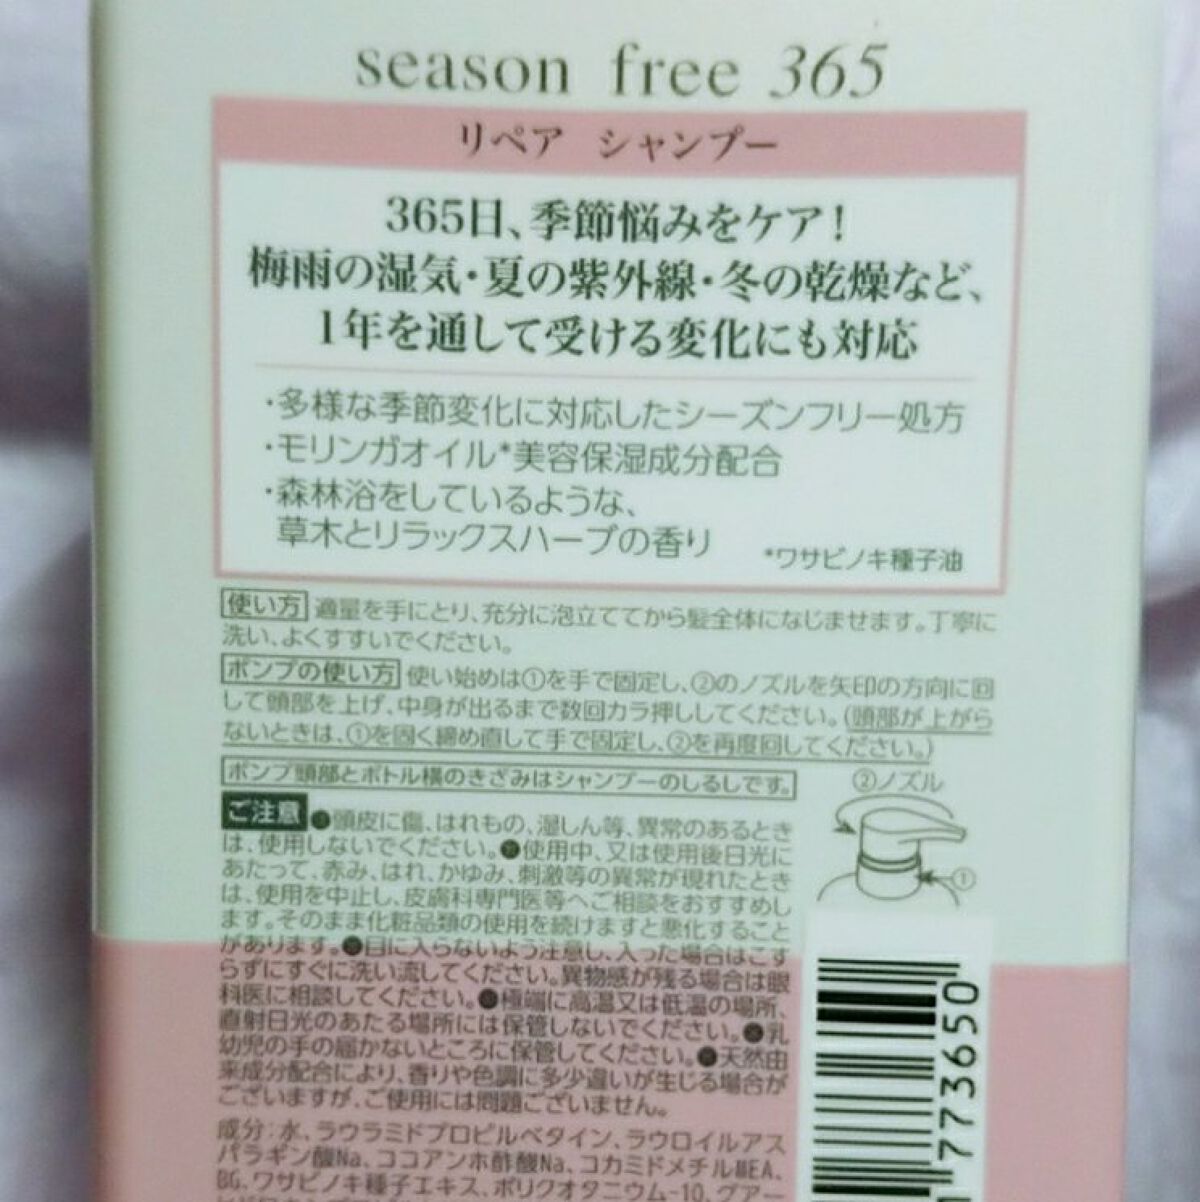 season free 365
リペア シャンプー
365日、季節悩みをケア!
梅雨の湿気・夏の紫外線・冬の乾燥など、
1年を通して受ける変化にも対応
・多様な季節変化に対応したシーズンフリー処方
・モリンガオイル*美容保湿成分配合
・森林浴をしているような、
草木とリラックスハーブの香り
*ワサビノキ種子油
使い方 適量を手にとり、充分に泡立ててから髪全体になじませます。丁寧に
洗い、よくすすいでください。
ポンプの使い方 使い始めは①を手で固定し、②のノズルを矢印の方向に回
して頭部を上げ、中身が出るまで数回カラ押ししてください。(頭部が上がら
ないときは、①を固く締め直して手で固定し、②を再度回してください。)
ポンプ頭部とボトル横のきざみはシャンプーのしるしです。
②ノズル
①
ご注意 ●頭皮に傷、はれもの、湿しん等、異常のあるとき
は、使用しないでください。●使用中、又は使用後日光に
あたって、赤み、はれ、かゆみ、刺激等の異常が現れたとき
は、使用を中止し、皮膚科専門医等へご相談をおすすめし
ます。そのまま化粧品類の使用を続けますと悪化すること
があります。●目に入らないよう注意し、入った場合はこす
らずにすぐに洗い流してください。異物感が残る場合は眼
科医に相談してください。●極端に高温又は低温の場所、
直射日光のあたる場所には保管しないでください。●乳
幼児の手の届かないところに保管してください。●天然由
来成分配合により、香りや色調に多少違いが生じる場合が
ございますが、ご使用には問題ございません。
成分:水、ラウラミドプロピルベタイン、ラウロイルアス
パラギン酸Na、ココアンホ酢酸Na、コカミドメチルMEA、
BG、ワサビノキ種子エキス、ポリクオタニウム-10、グアー
773650